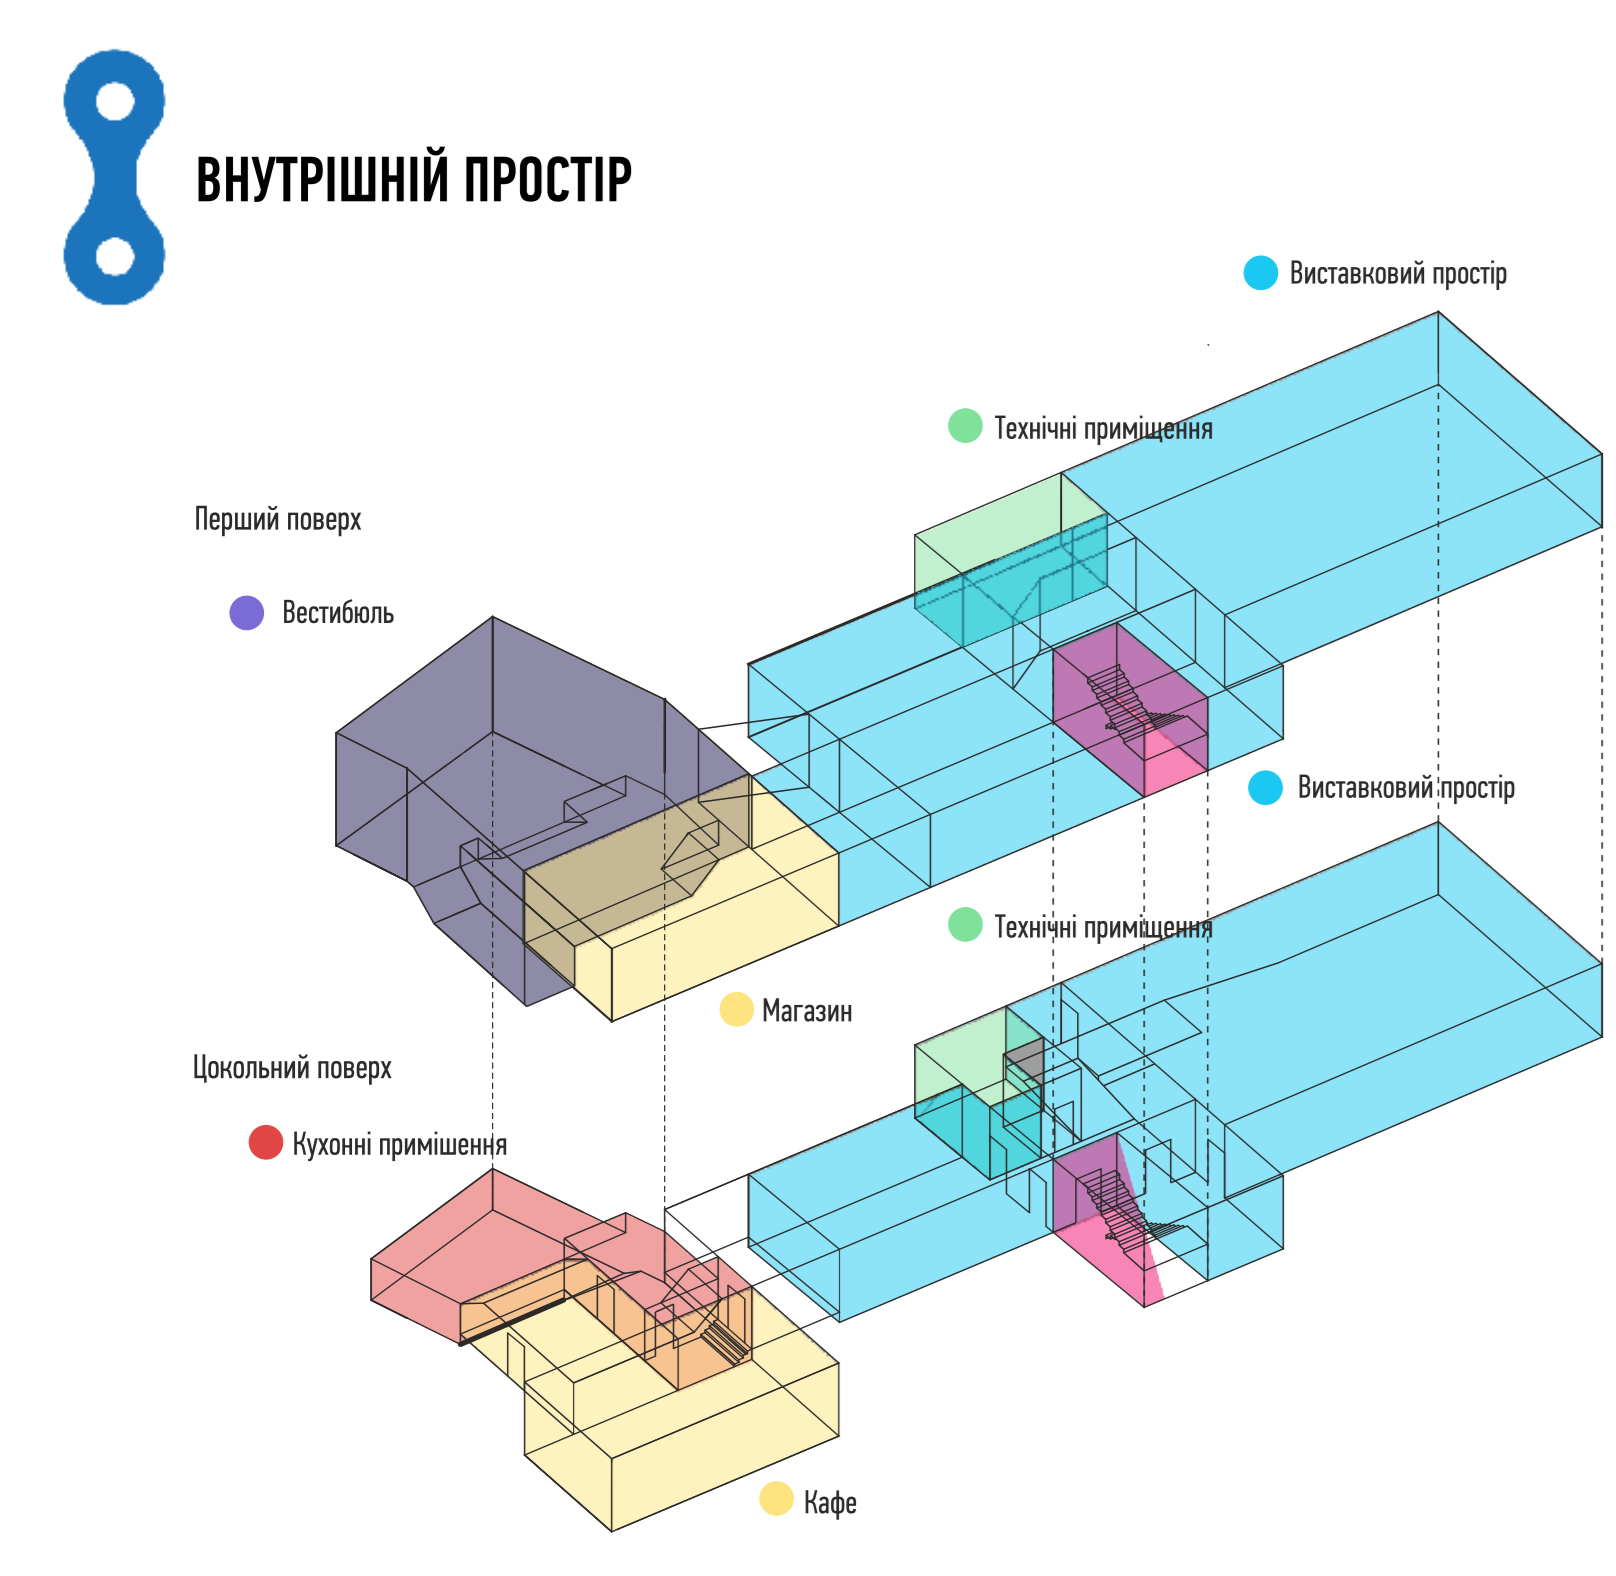 ВНУТРІШНІЙ ПРОСТІР
Виставковий простір
Технічні приміщення
Перший поверх
Вестибюль
Виставковий простір
Технічні приміщення
Магазин
Цокольний поверх
Кухонні примішення
Кафе